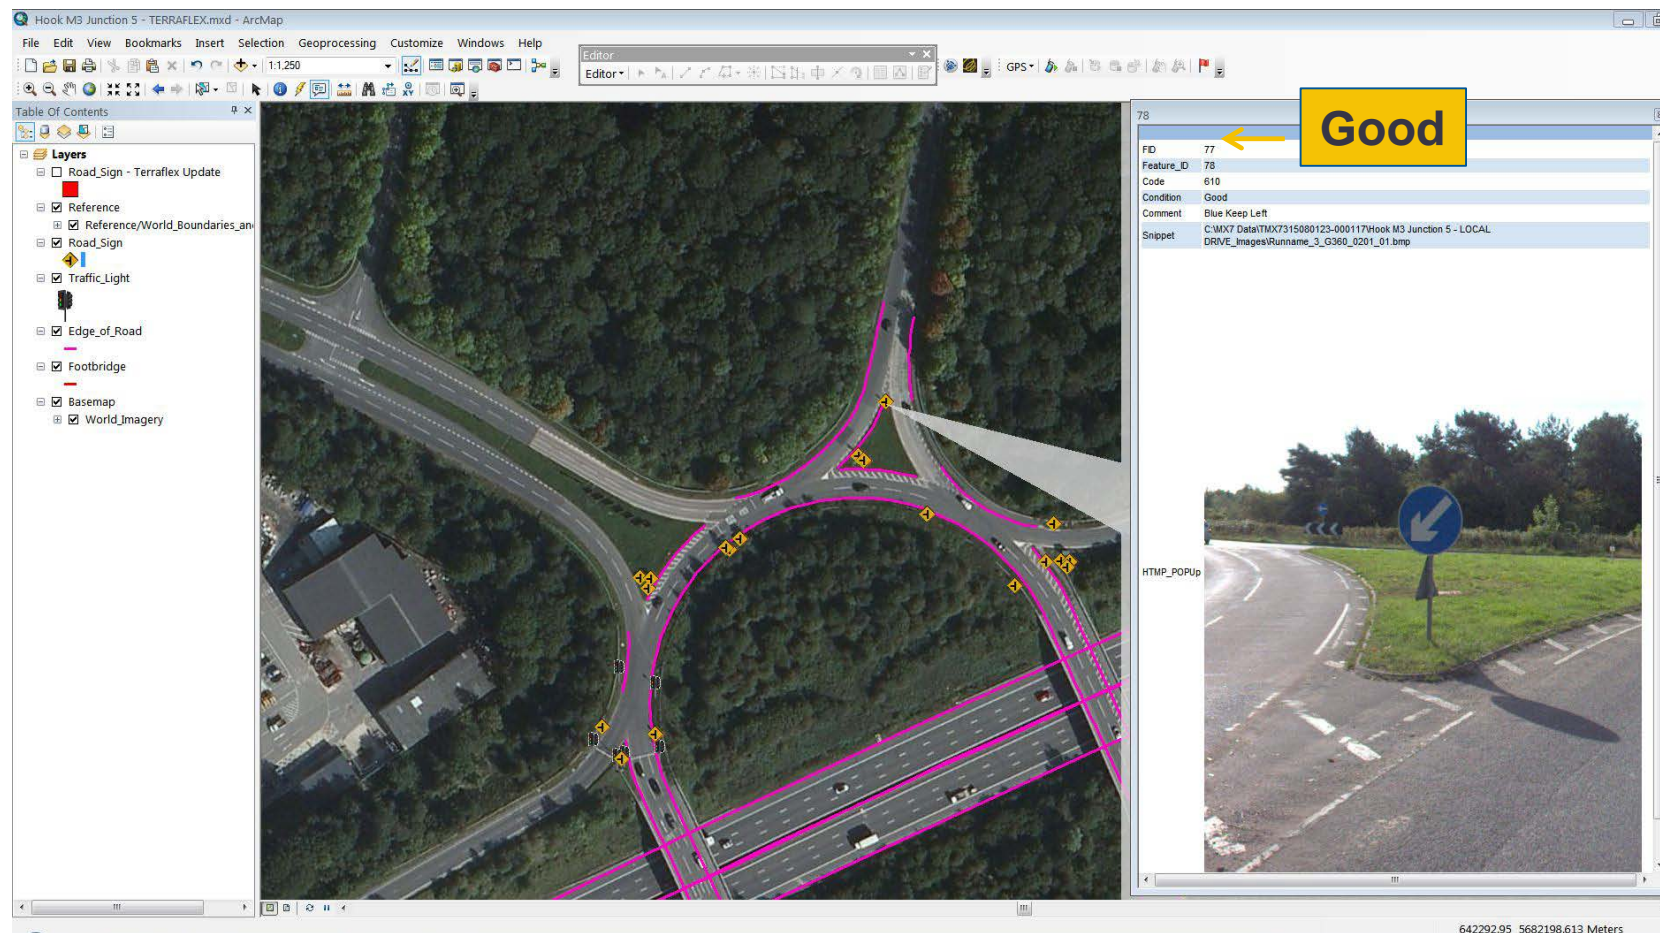 Hook M3 Junction 5 - TERRAFLEX.mxd - ArcMap
File Edit View Bookmarks Insert Selection Geoprocessing Customize Windows Help
Editor
1:1,250
Editor
GPS
Table Of Contents
78
Good
Layers
Road_Sign - Terraflex Update
Reference
Reference/World_Boundaries_an
Road_Sign
Traffic_Light
Edge_of_Road
Footbridge
Basemap
World_Imagery
FID 77
Feature_ID 78
Code 610
Condition Good
Comment Blue Keep Left
Snippet C:\MX7 Data\TMX7315080123-000117\Hook M3 Junction 5 - LOCAL
DRIVE_Images\Runname_3_G360_0201_01.bmp
HTMP_POPUp
642292.95 5682198.613 Meters